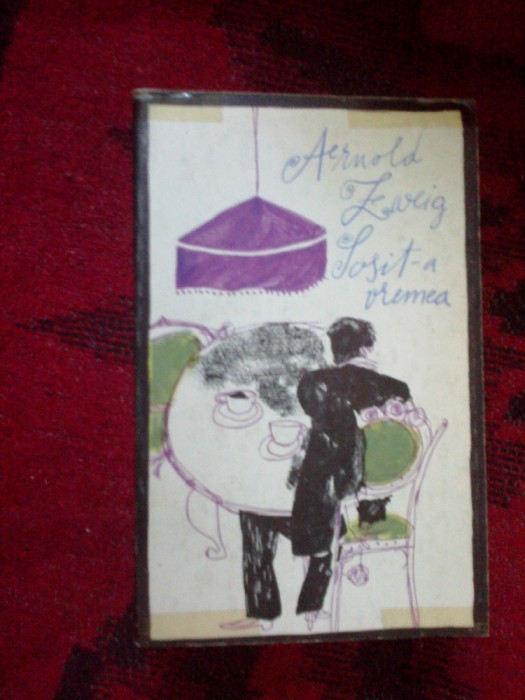 Arnold
Zweig
Sosit-a
vremea